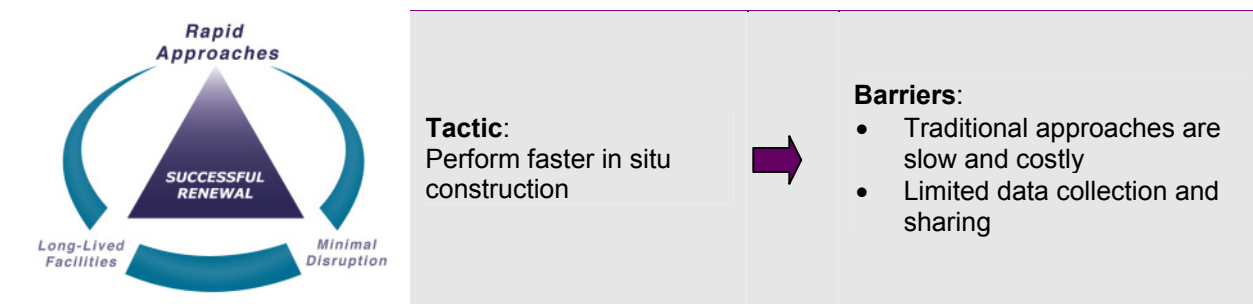 Rapid
Approaches
SUCCESSFUL
RENEWAL
Long-Lived
Facilities
Minimal
Disruption
Tactic:
Perform faster in situ
construction
Barriers:
• Traditional approaches are
slow and costly
• Limited data collection and
sharing